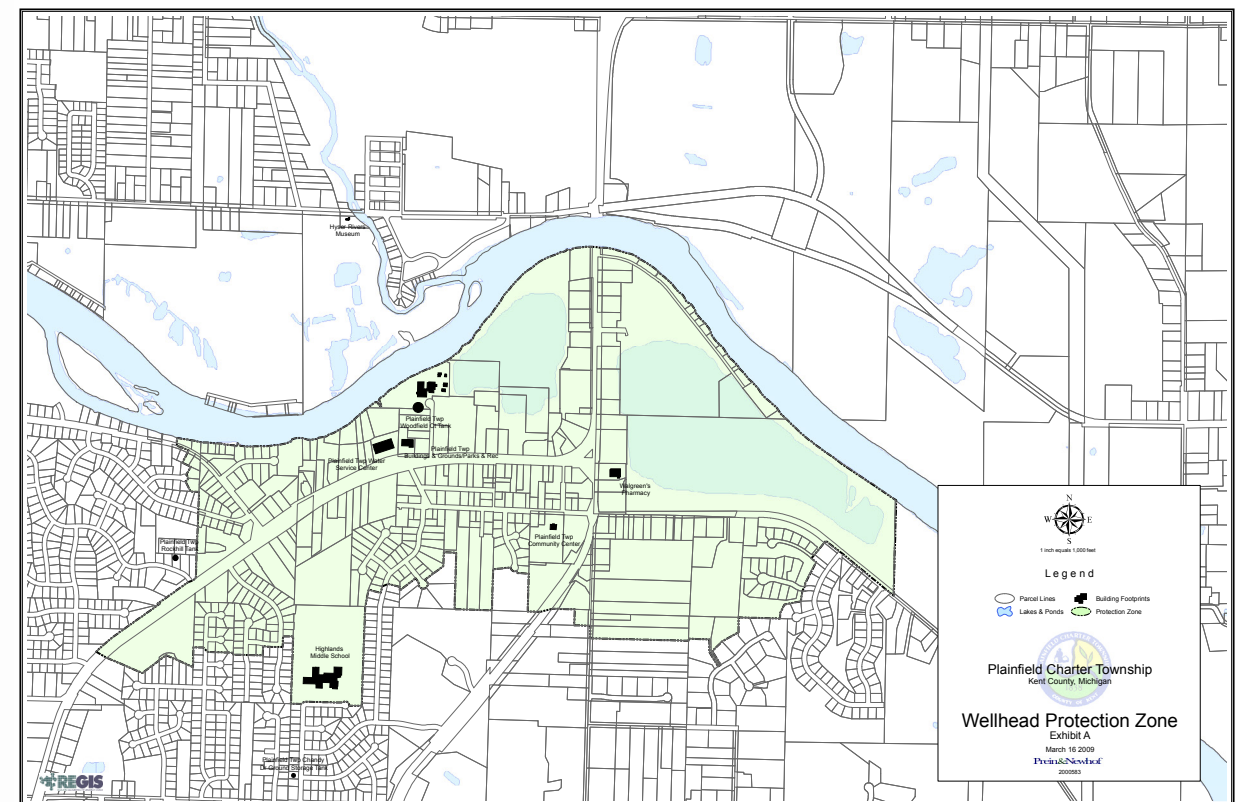 Hyser Rivers
Museum
Plainfield Twp
Woodfield Ct Tank
Plainfield Twp
Buildings & Grounds/Parks & Rec
Plainfield Twp Water
Service Center
Walgreen's
Pharmacy
Plainfield Twp
Community Center
Plainfield Twp
Rockhill Tank
Highlands
Middle School
Plainfield Twp Chandy
Dr Ground Storage Tank
REGIS
N
W E
S
1 inch equals 1,000 feet
Legend
Parcel Lines
Building Footprints
Lakes & Ponds
Protection Zone
Plainfield Charter Township
Kent County, Michigan
Wellhead Protection Zone
Exhibit A
March 16 2009
Prein&Newhof
2000583